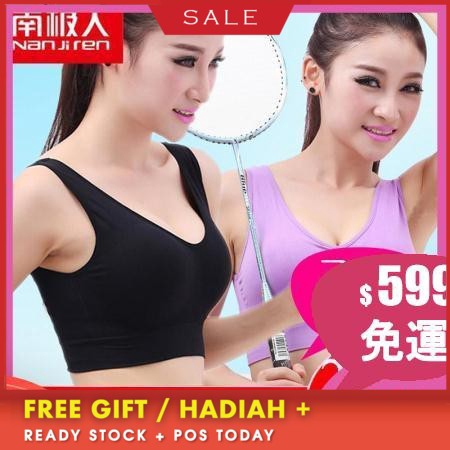 SALE
南极人
NanJiren
$599
免運
FREE GIFT / HADIAH +
READY STOCK + POS TODAY